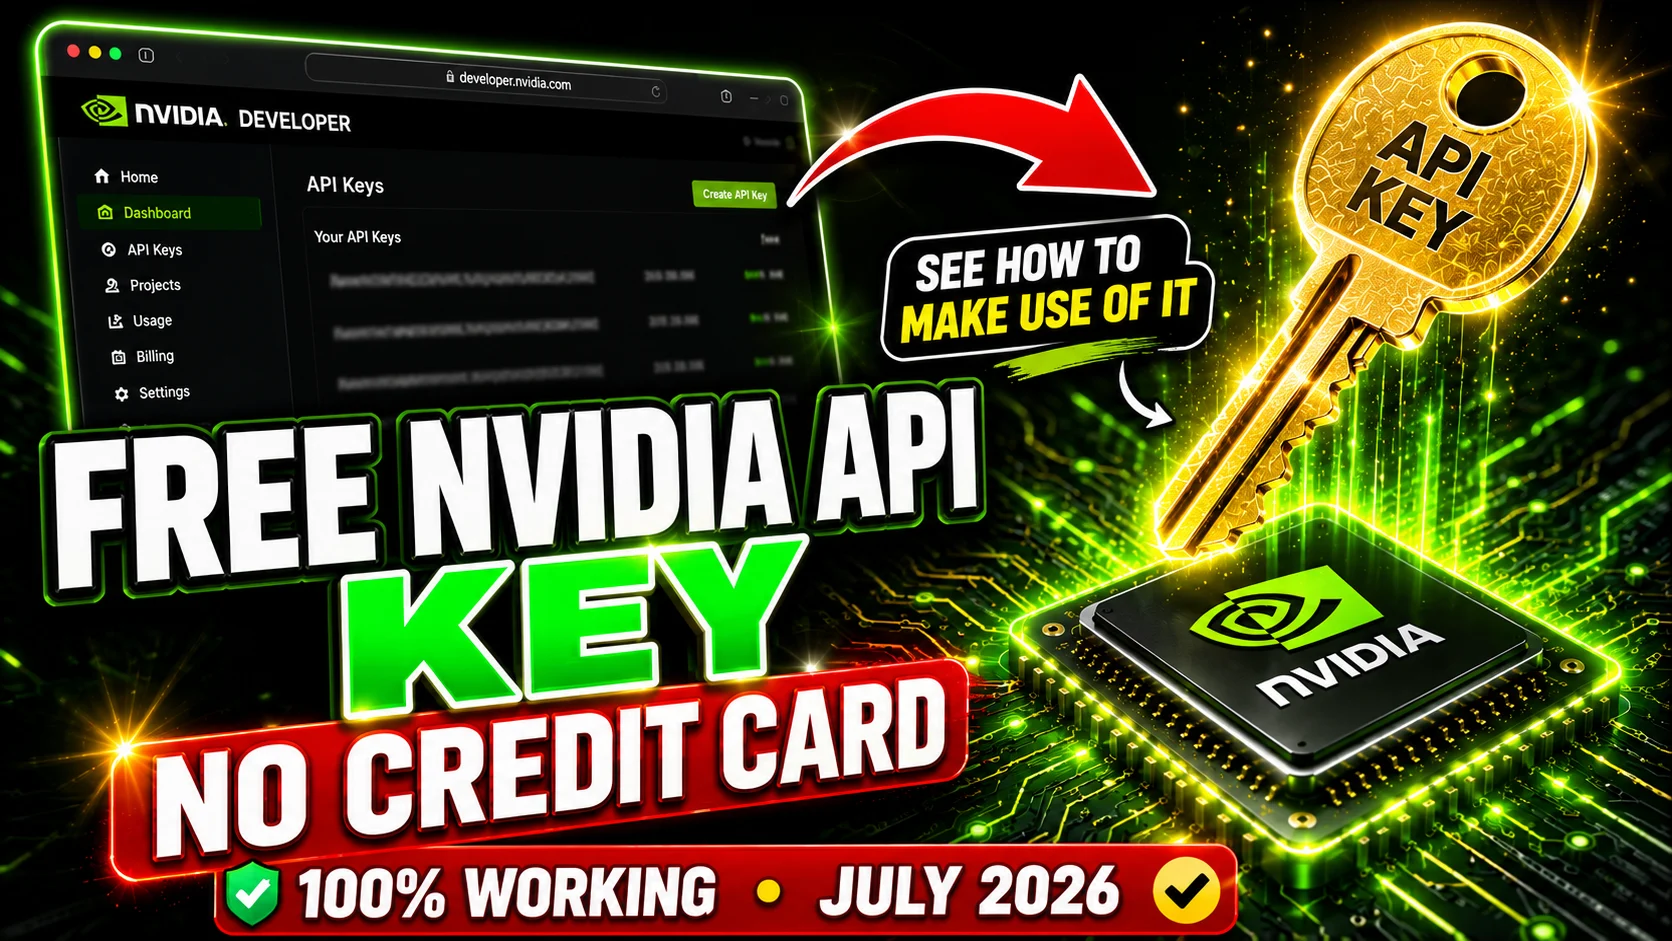 developer.nvidia.com
NVIDIA. DEVELOPER
Home
Dashboard
API Keys
Projects
Usage
Billing
Settings
API Keys
Create API Key
Your API Keys
SEE HOW TO
MAKE USE OF IT
API
KEY
FREE NVIDIA API
KEY
NO CREDIT CARD
100% WORKING • JULY 2026
NVIDIA